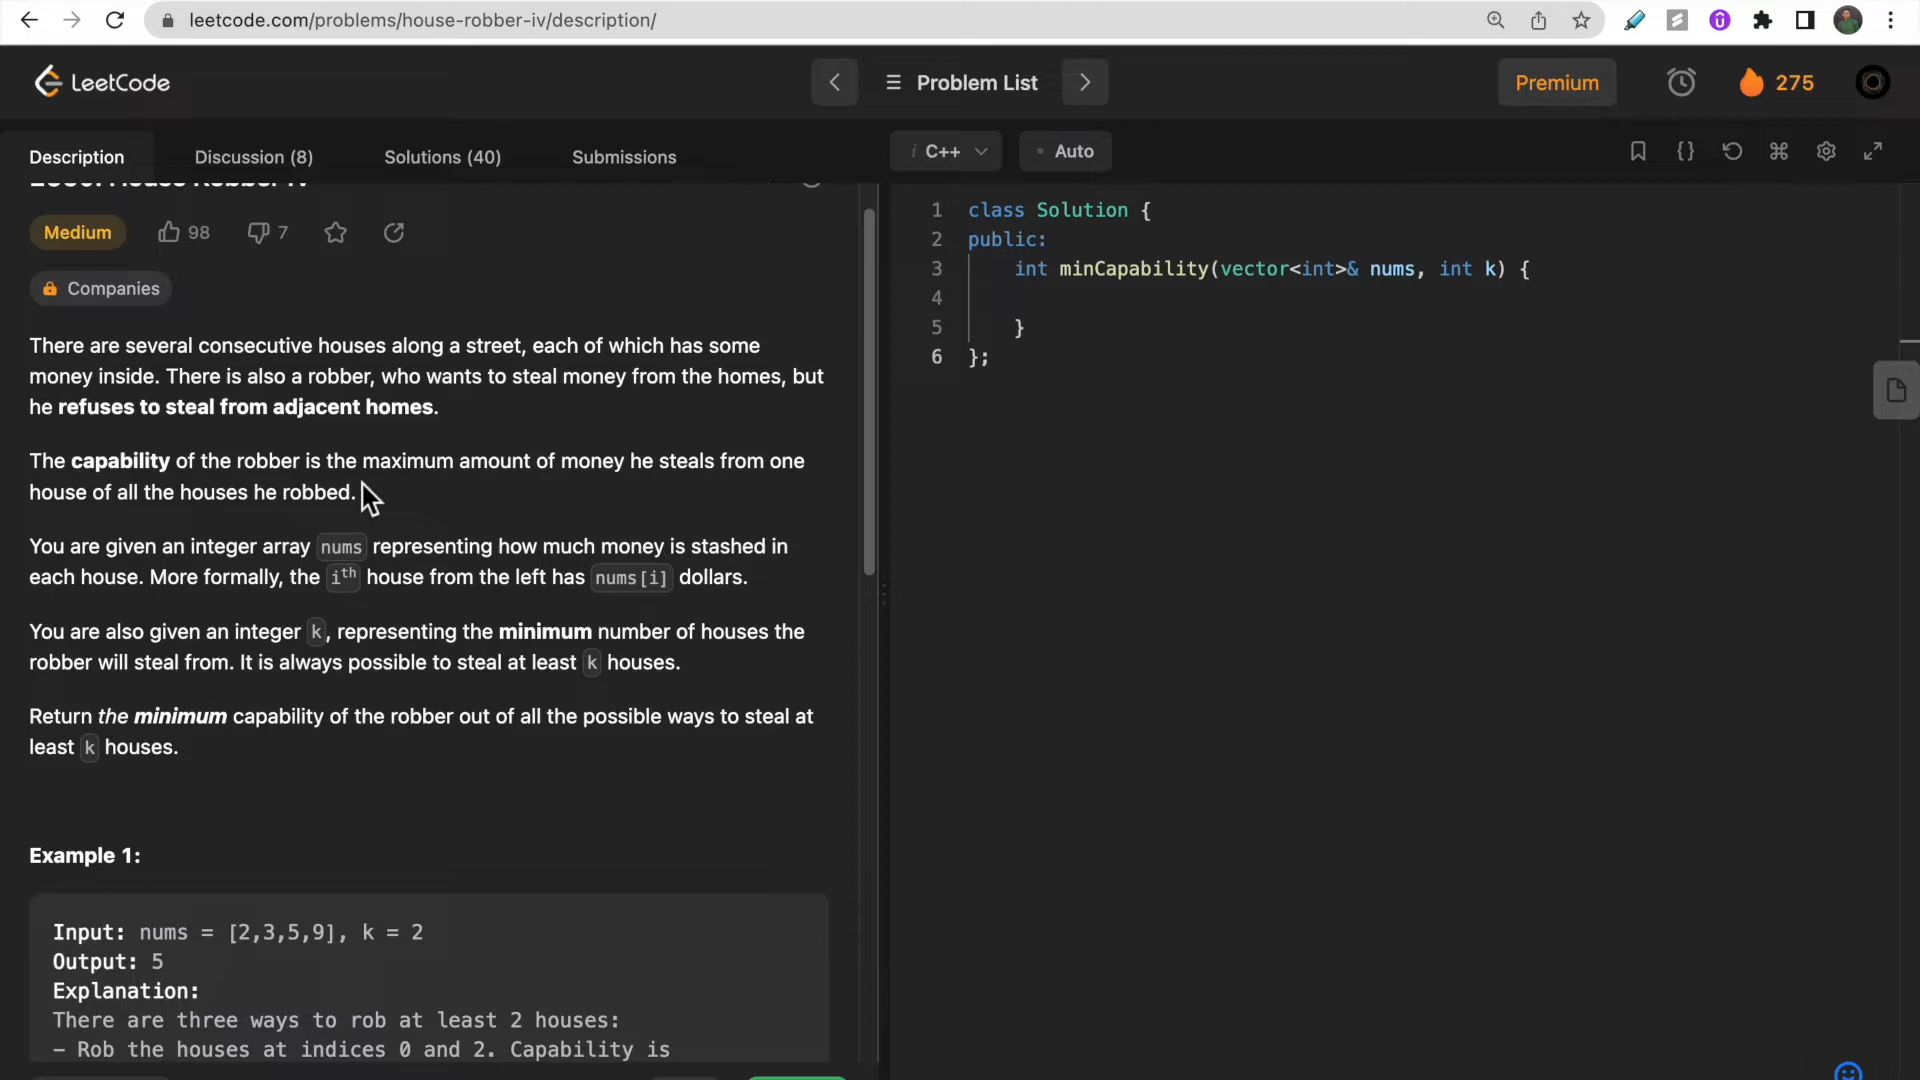 leetcode.com/problems/house-robber-iv/description/
LeetCode
Problem List
Premium
275
Description
Discussion (8)
Solutions (40)
Submissions
i C++
• Auto
House Robber IV
Medium
98
7
Companies
There are several consecutive houses along a street, each of which has some
money inside. There is also a robber, who wants to steal money from the homes, but
he refuses to steal from adjacent homes.
The capability of the robber is the maximum amount of money he steals from one
house of all the houses he robbed.
You are given an integer array nums representing how much money is stashed in
each house. More formally, the ith house from the left has nums[i] dollars.
You are also given an integer k, representing the minimum number of houses the
robber will steal from. It is always possible to steal at least k houses.
Return the minimum capability of the robber out of all the possible ways to steal at
least k houses.
Example 1:
Input: nums = [2,3,5,9], k = 2
Output: 5
Explanation:
There are three ways to rob at least 2 houses:
- Rob the houses at indices 0 and 2. Capability is
1 class Solution {
2 public:
3 int minCapability(vector<int>& nums, int k) {
4
5 }
6 };